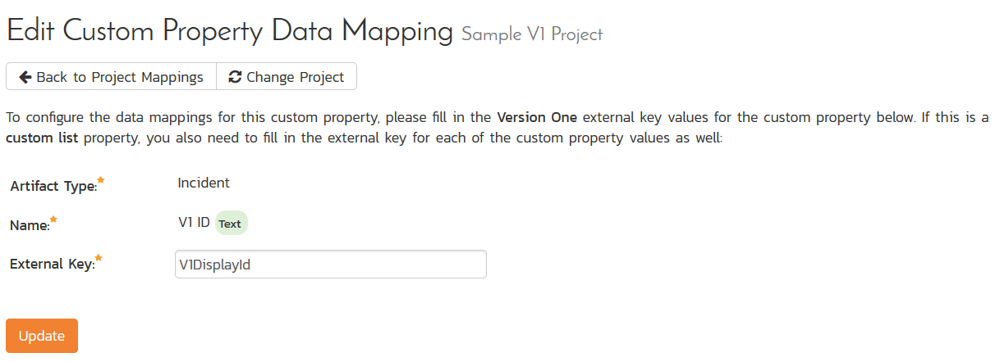 Edit Custom Property Data Mapping Sample V1 Project
Back to Project Mappings Change Project
To configure the data mappings for this custom property, please fill in the Version One external key values for the custom property below. If this is a
custom list property, you also need to fill in the external key for each of the custom property values as well:
Artifact Type:* Incident
Name:* V1 ID Text
External Key:* V1DisplayId
Update